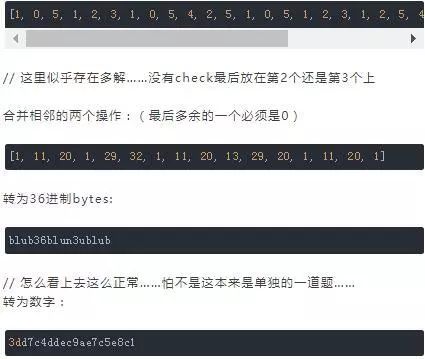 [1, 0, 5, 1, 2, 3, 1, 0, 5, 4, 2, 5, 1, 0, 5, 1, 2, 3, 1, 2, 5, 4
// 这里似乎存在多解……没有check最后放在第2个还是第3个上
合并相邻的两个操作：（最后多余的一个必须是0）
[1, 11, 20, 1, 29, 32, 1, 11, 20, 13, 29, 20, 1, 11, 20, 1]
转为36进制bytes:
blub36blun3ublub
// 怎么看上去这么正常……怕不是这本来是单独的一道题……
转为数字：
3dd7c4ddec9ae7c5e8c1